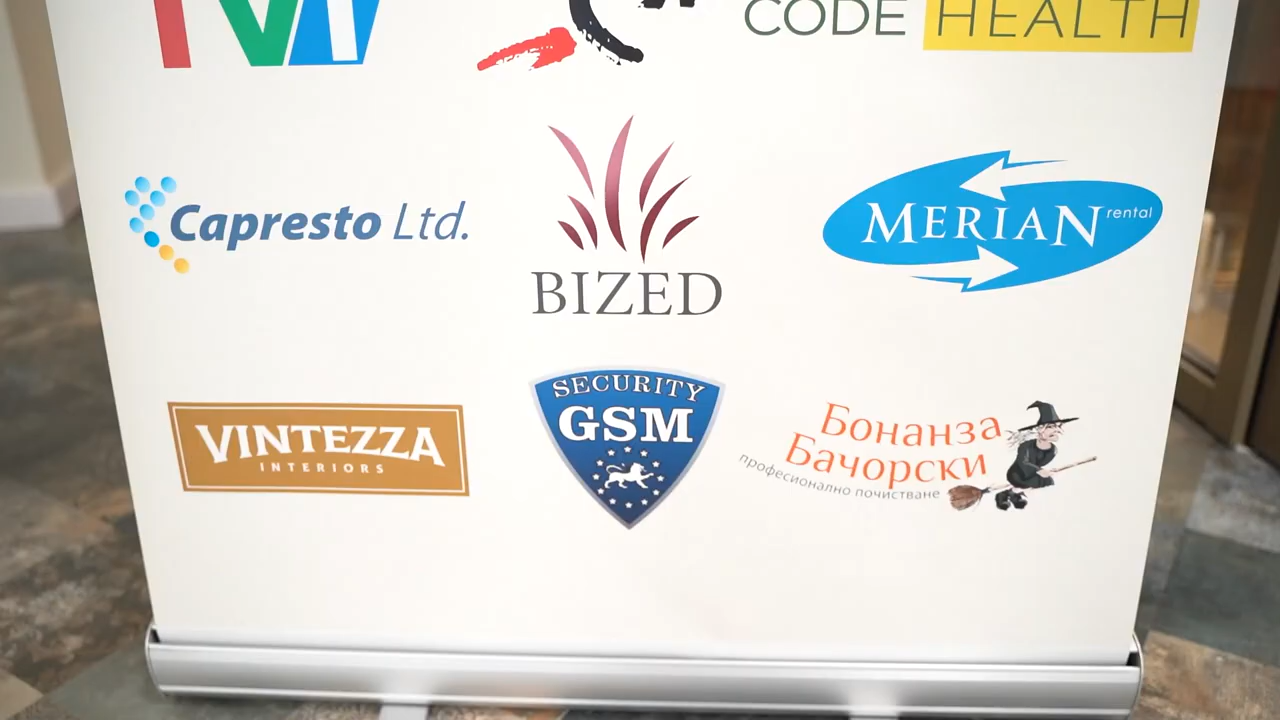 CODE HEALTH
Capresto Ltd.
BIZED
MERIAN rental
VINTEZZA
INTERIORS
SECURITY
GSM
Бонанза
Бачорски
професионално почистване